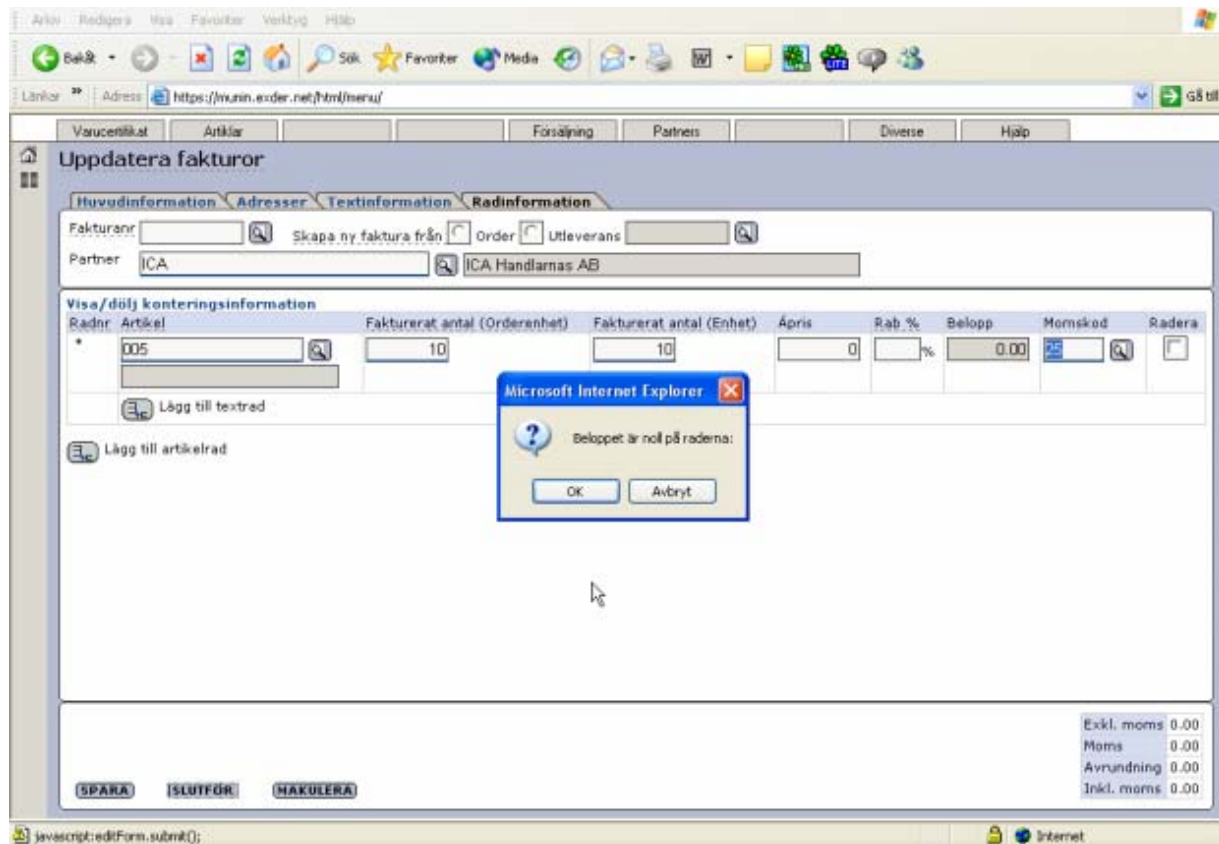 Arkiv Redigera Visa Favoriter Verktyg Hjälp
Bakåt Sök Favoriter Media
Länkar Adress https://munin.exder.net/html/menu/ Gå till
Varucertifikat Artiklar Försäljning Partners Diverse Hjälp
Uppdatera fakturor
Huvudinformation Adresser Textinformation Radinformation
Fakturanr Skapa ny faktura från Order Utleverans
Partner ICA ICA Handlarnas AB
Visa/dölj konteringsinformation
Radnr Artikel Fakturerat antal (Orderenhet) Fakturerat antal (Enhet) Ápris Rab % Belopp Momskod Radera
* 005 10 10 0 % 0.00 25
Lägg till textrad
Lägg till artikelrad
Microsoft Internet Explorer
Beloppet är noll på raderna:
OK Avbryt
Exkl. moms 0.00
Moms 0.00
Avrundning 0.00
Inkl. moms 0.00
SPARA SLUTFÖR MAKULERA
javascript:editForm.submit(); Internet